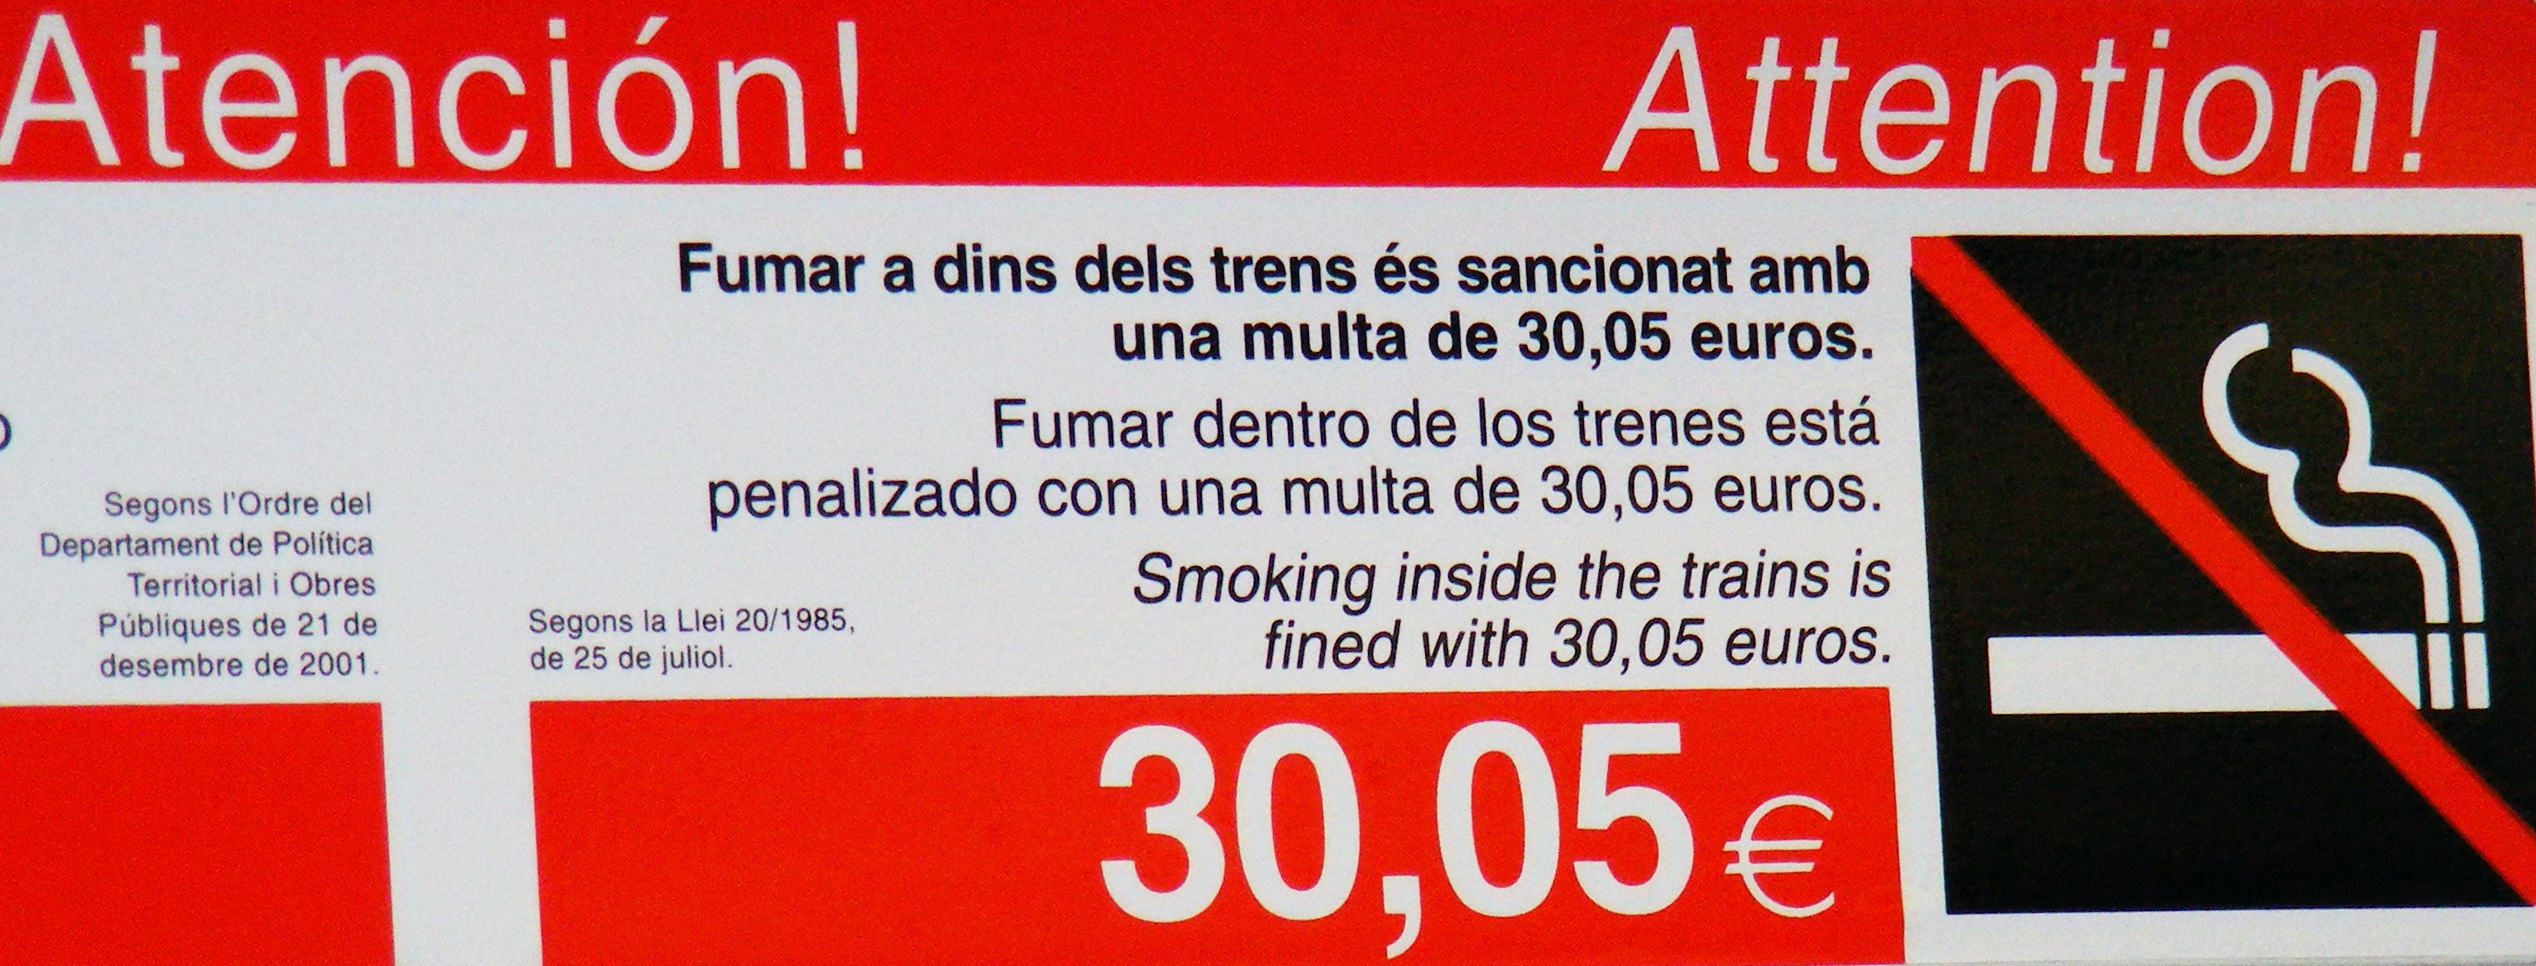 Atención!
Attention!
Segons l'Ordre del
Departament de Política
Territorial i Obres
Públiques de 21 de
desembre de 2001.
Segons la Llei 20/1985,
de 25 de juliol.
Fumar a dins dels trens és sancionat amb
una multa de 30,05 euros.
Fumar dentro de los trenes está
penalizado con una multa de 30,05 euros.
Smoking inside the trains is
fined with 30,05 euros.
30,05 €